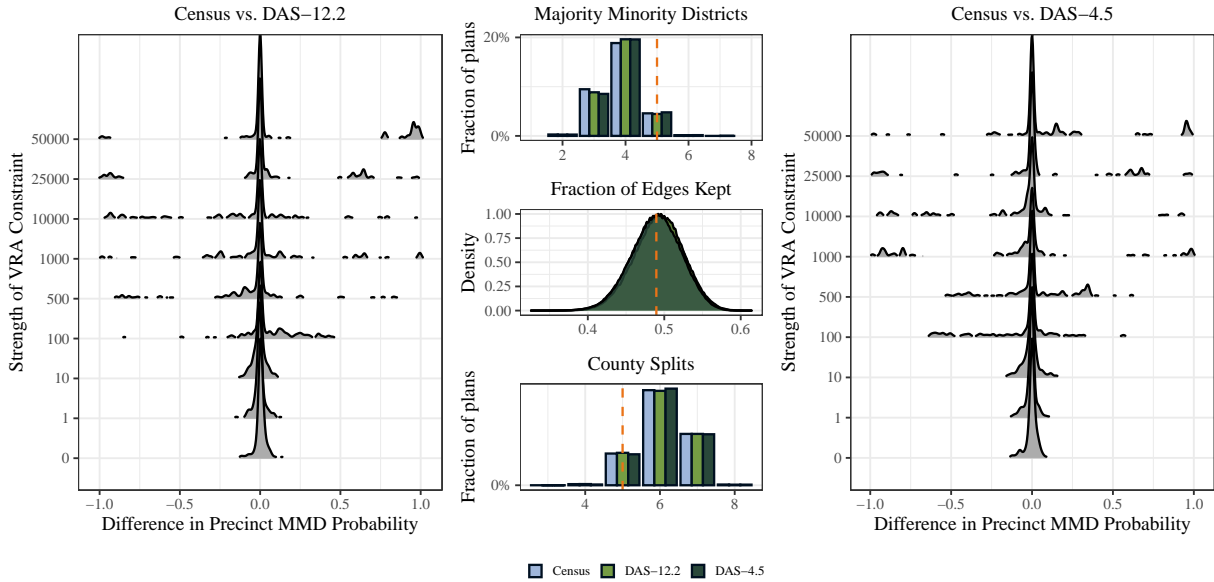 Census vs. DAS−12.2
Strength of VRA Constraint
50000
25000
10000
1000
500
100
10
1
0
−1.0 −0.5 0.0 0.5 1.0
Difference in Precinct MMD Probability
Majority Minority Districts
Fraction of plans
20%
0%
2 4 6 8
Fraction of Edges Kept
Density
1.00
0.75
0.50
0.25
0.00
0.4 0.5 0.6
County Splits
Fraction of plans
0%
4 6 8
Census vs. DAS−4.5
Strength of VRA Constraint
50000
25000
10000
1000
500
100
10
1
0
−1.0 −0.5 0.0 0.5 1.0
Difference in Precinct MMD Probability
Census DAS−12.2 DAS−4.5